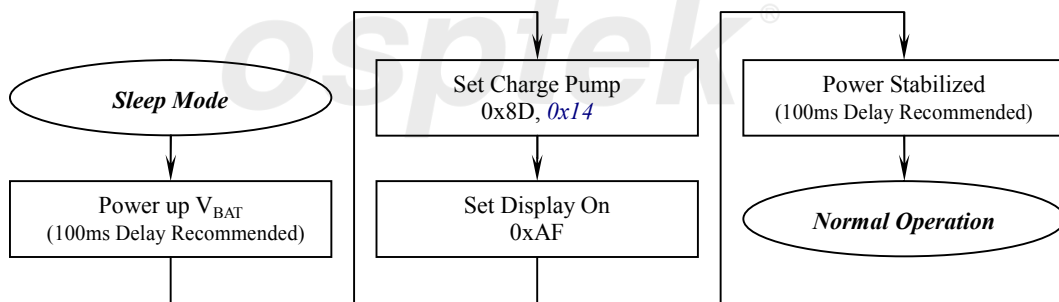 osptek®
Sleep Mode
Power up V_BAT
(100ms Delay Recommended)
Set Charge Pump
0x8D, 0x14
Set Display On
0xAF
Power Stabilized
(100ms Delay Recommended)
Normal Operation